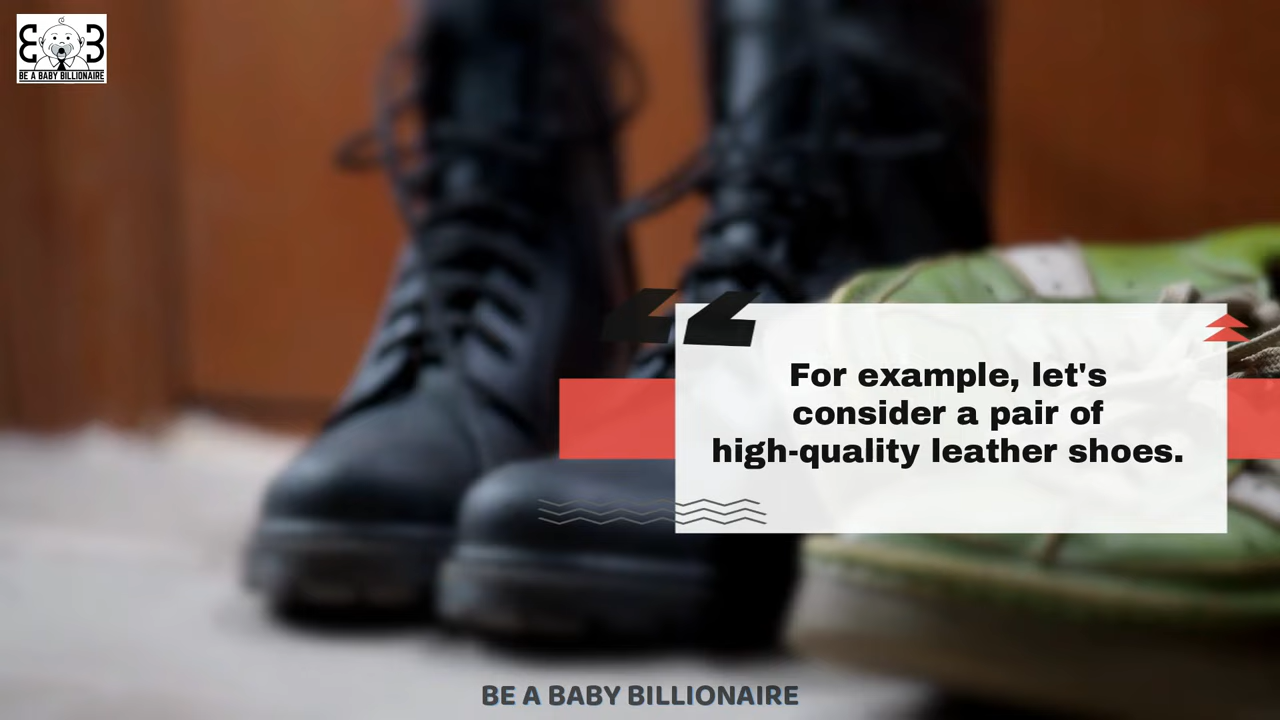 BE A BABY BILLIONAIRE
For example, let's
consider a pair of
high-quality leather shoes.
BE A BABY BILLIONAIRE